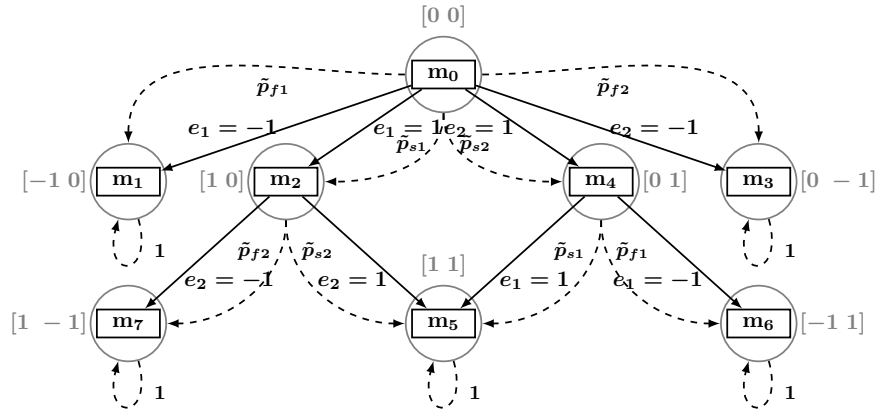 [0 0]
m₀
p̃_{f1}
p̃_{f2}
e₁ = −1
e₁ = 1
e₂ = 1
e₂ = −1
p̃_{s1}
p̃_{s2}
[−1 0]
m₁
[1 0]
m₂
m₄
[0 1]
m₃
[0 −1]
1
1
p̃_{f2}
p̃_{s2}
[1 1]
p̃_{s1}
p̃_{f1}
e₂ = −1
e₂ = 1
e₁ = 1
e₁ = −1
[1 −1]
m₇
m₅
m₆
[−1 1]
1
1
1